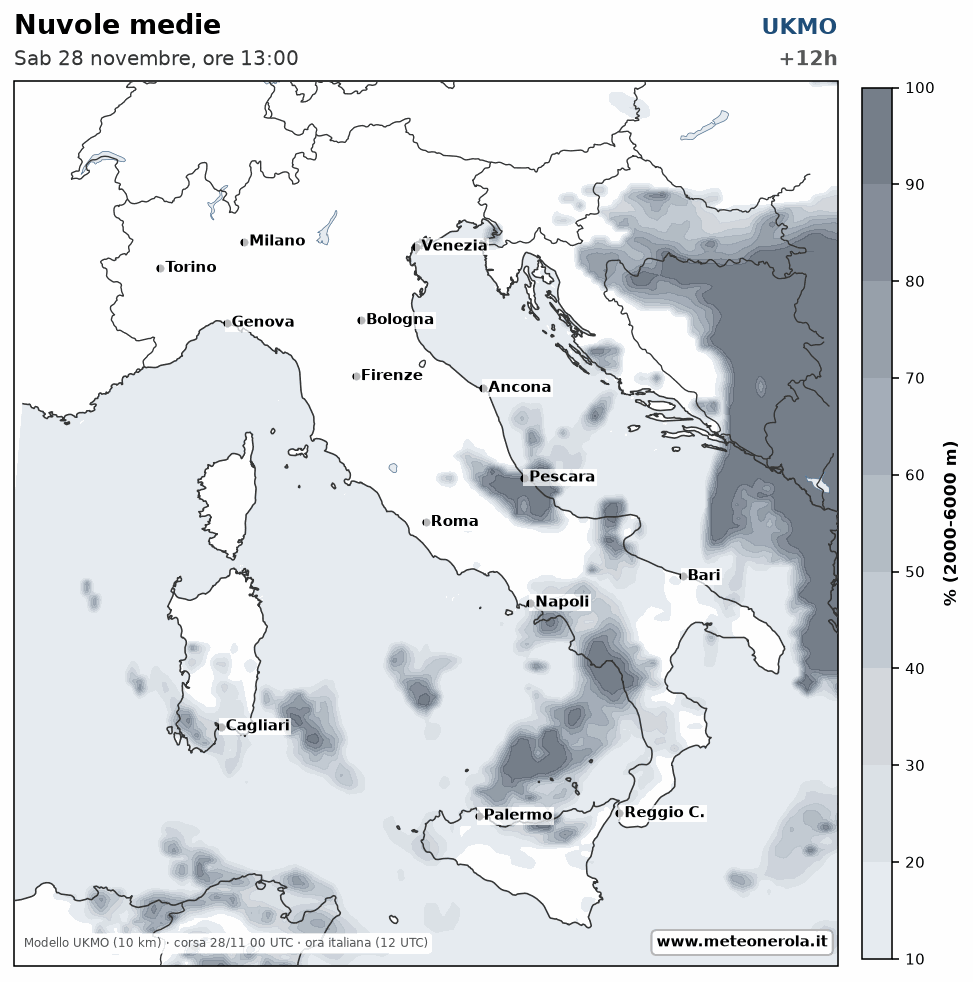 Nuvole medie
UKMO
Sab 28 novembre, ore 13:00
+12h
Milano
Torino
Venezia
Genova
Bologna
Firenze
Ancona
Pescara
Roma
Bari
Napoli
Cagliari
Palermo
Reggio C.
100
90
80
70
60
50
40
30
20
10
% (2000-6000 m)
Modello UKMO (10 km) · corsa 28/11 00 UTC · ora italiana (12 UTC)
www.meteonerola.it